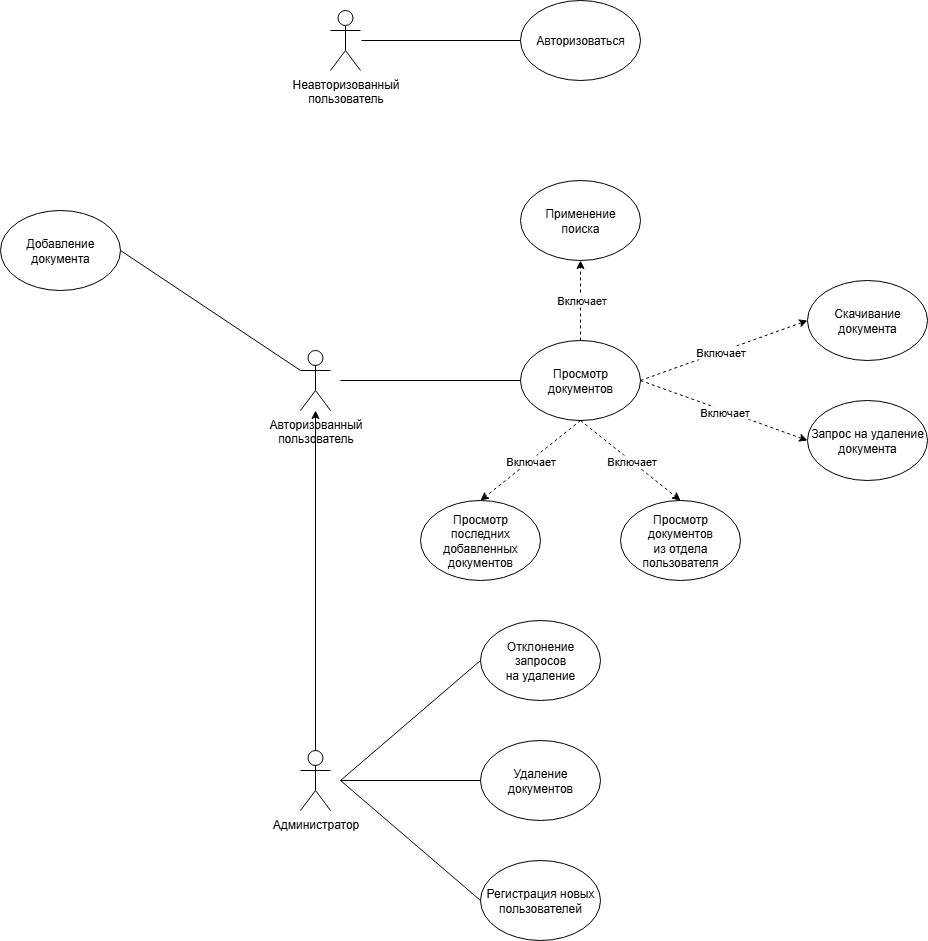 Авторизоваться
Неавторизованный
пользователь
Применение
поиска
Добавление
документа
Включает
Скачивание
документа
Включает
Просмотр
документов
Включает
Запрос на удаление
документа
Авторизованный
пользователь
Включает
Включает
Просмотр
последних
добавленных
документов
Просмотр
документов
из отдела
пользователя
Отклонение
запросов
на удаление
Удаление
документов
Администратор
Регистрация новых
пользователей